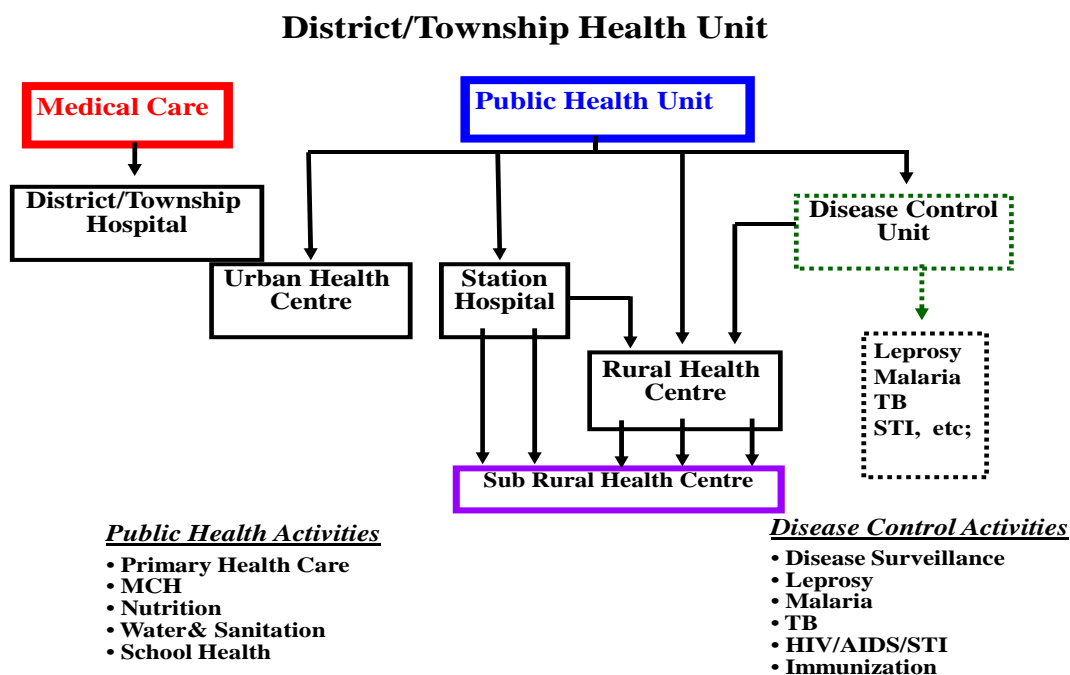 District/Township Health Unit
Medical Care
Public Health Unit
District/Township
Hospital
Disease Control
Unit
Urban Health
Centre
Station
Hospital
Rural Health
Centre
Leprosy
Malaria
TB
STI, etc;
Sub Rural Health Centre
Public Health Activities
• Primary Health Care
• MCH
• Nutrition
• Water& Sanitation
• School Health
Disease Control Activities
• Disease Surveillance
• Leprosy
• Malaria
• TB
• HIV/AIDS/STI
• Immunization